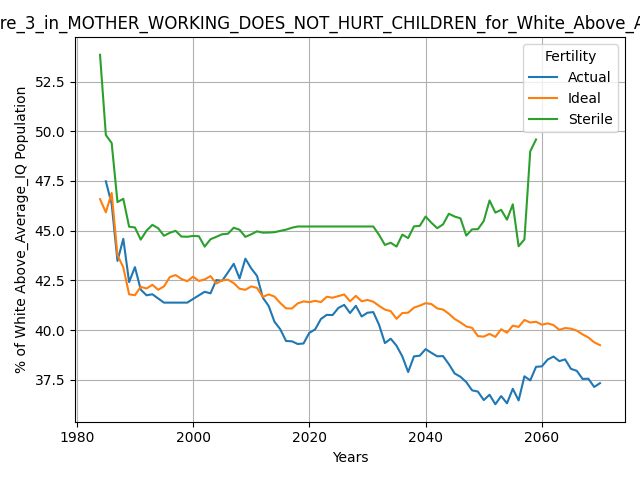 re_3_in_MOTHER_WORKING_DOES_NOT_HURT_CHILDREN_for_White_Above_A
Fertility
Actual
Ideal
Sterile
% of White Above_Average_IQ Population
52.5
50.0
47.5
45.0
42.5
40.0
37.5
1980
2000
2020
2040
2060
Years